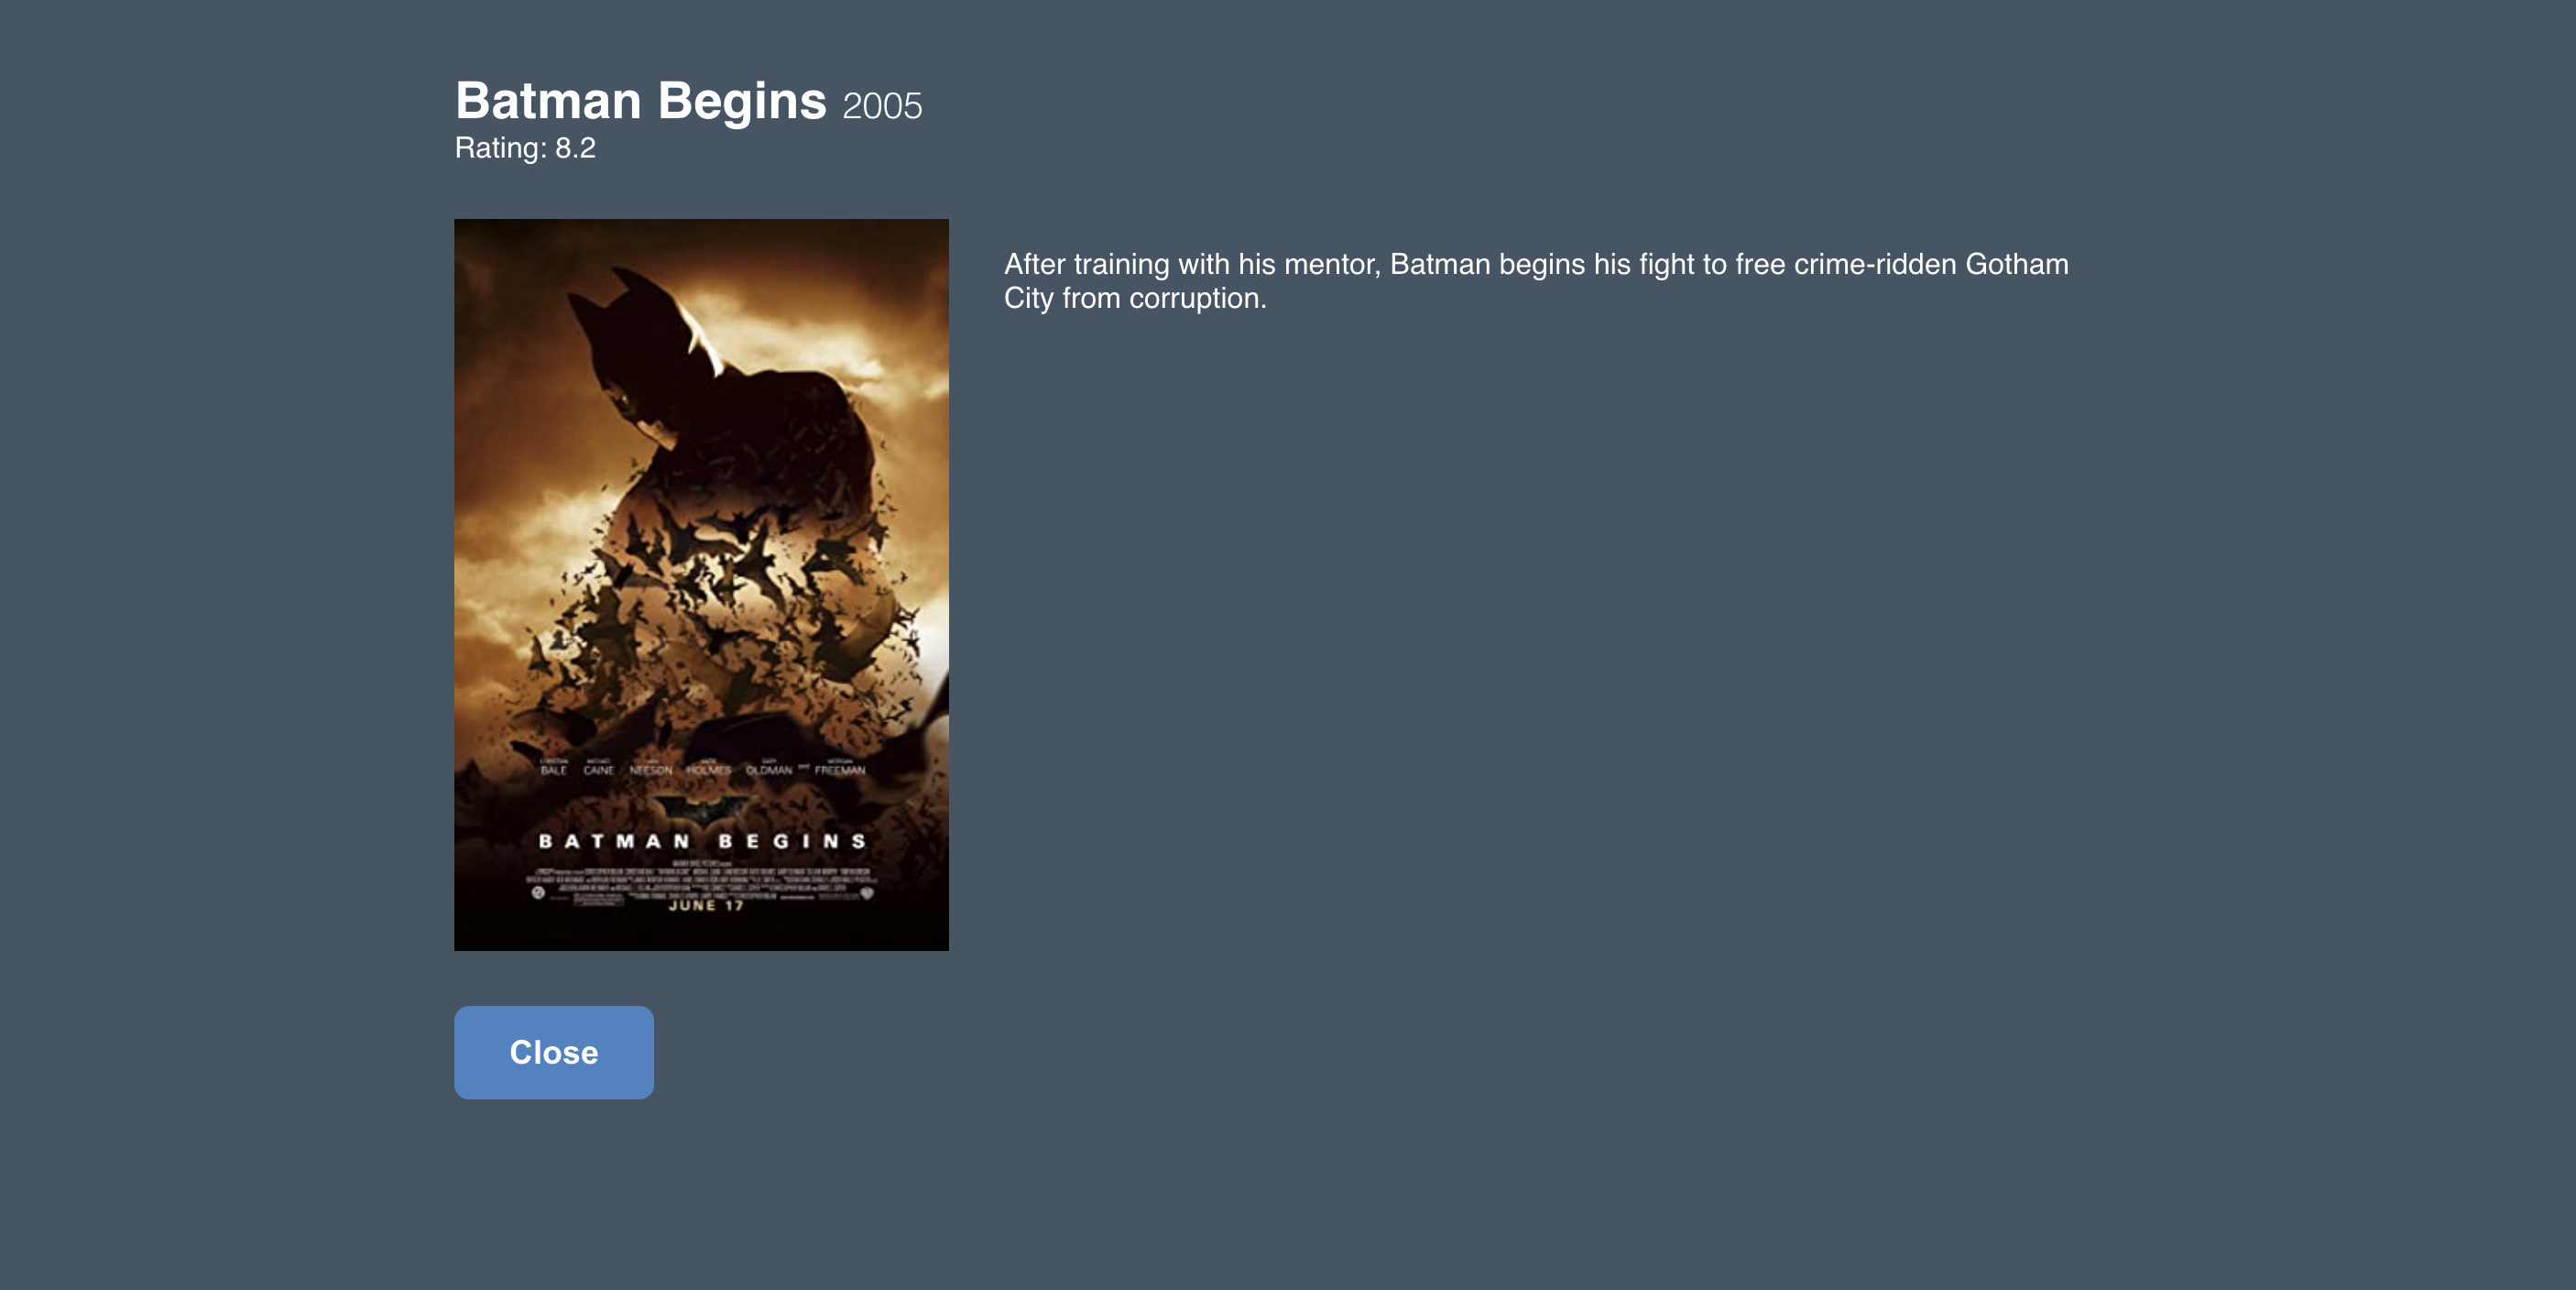 Batman Begins 2005
Rating: 8.2
After training with his mentor, Batman begins his fight to free crime-ridden Gotham
City from corruption.
BALE CAINE NEESON HOLMES OLDMAN and FREEMAN
BATMAN BEGINS
JUNE 17
Close